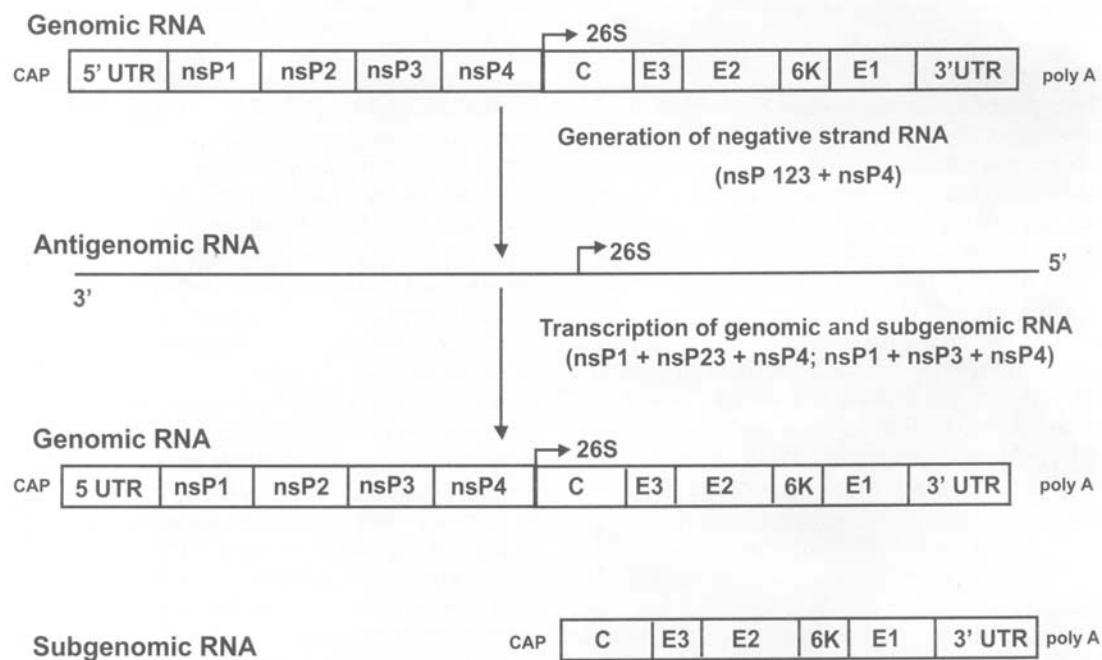 Genomic RNA
26S
CAP 5' UTR nsP1 nsP2 nsP3 nsP4 C E3 E2 6K E1 3'UTR poly A
Generation of negative strand RNA
(nsP 123 + nsP4)
Antigenomic RNA
26S
5'
3'
Transcription of genomic and subgenomic RNA
(nsP1 + nsP23 + nsP4; nsP1 + nsP3 + nsP4)
Genomic RNA
26S
CAP 5 UTR nsP1 nsP2 nsP3 nsP4 C E3 E2 6K E1 3' UTR poly A
Subgenomic RNA CAP C E3 E2 6K E1 3' UTR poly A